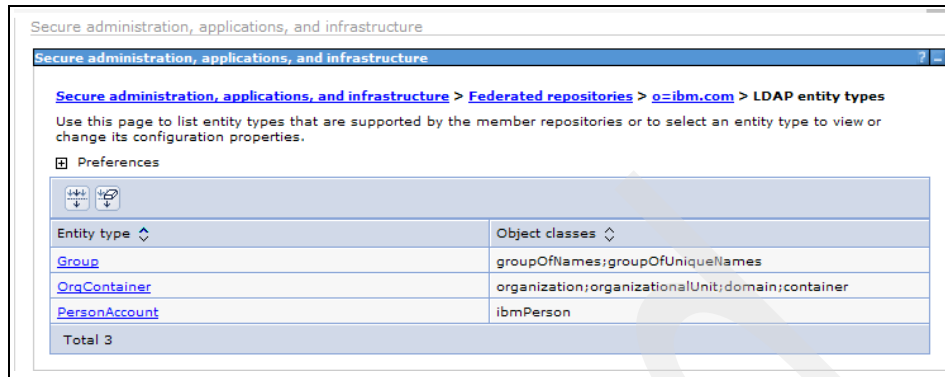 Secure administration, applications, and infrastructure
Secure administration, applications, and infrastructure ? -
Secure administration, applications, and infrastructure > Federated repositories > o=ibm.com > LDAP entity types
Use this page to list entity types that are supported by the member repositories or to select an entity type to view or
change its configuration properties.
Preferences
Entity type Object classes
Group groupOfNames;groupOfUniqueNames
OrgContainer organization;organizationalUnit;domain;container
PersonAccount ibmPerson
Total 3